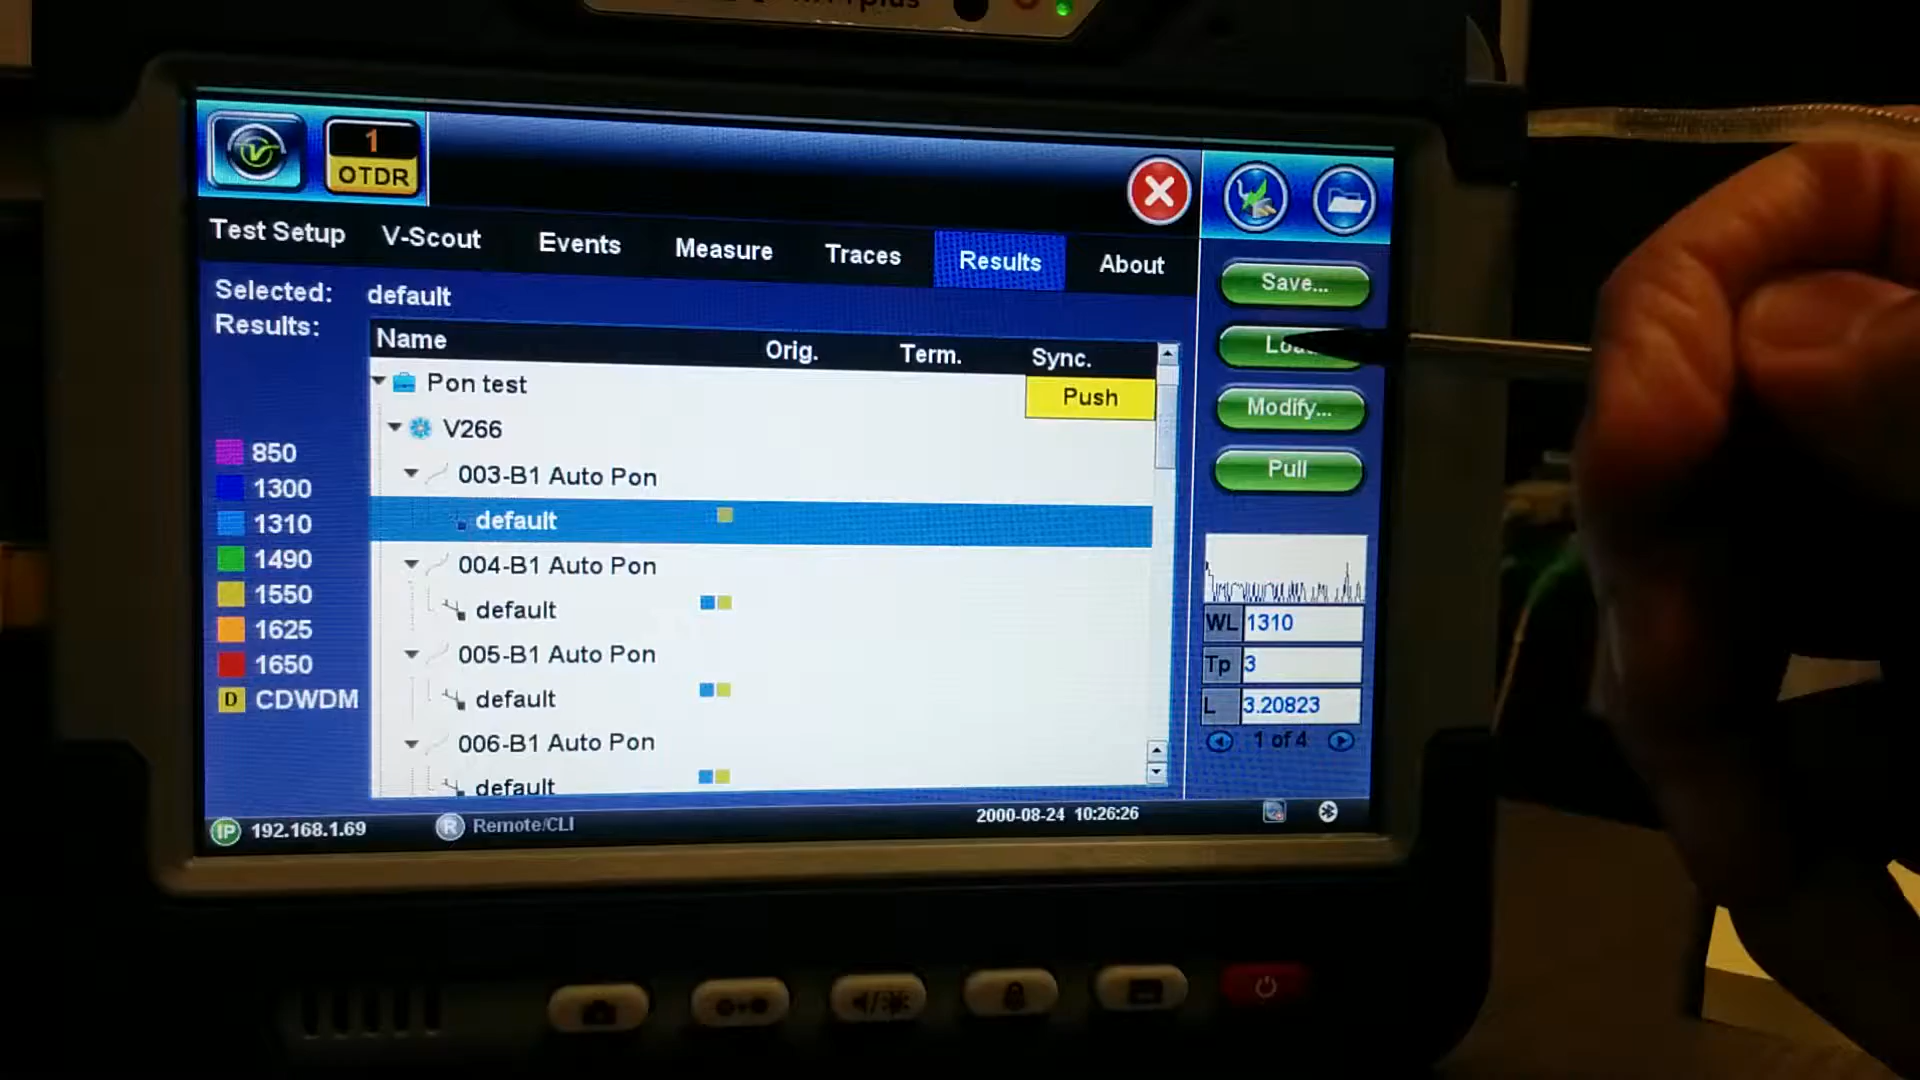 plus
1
OTDR
Test Setup V-Scout Events Measure Traces Results About
Selected: default
Results:
Name Orig. Term. Sync.
Pon test Push
V266
003-B1 Auto Pon
default
004-B1 Auto Pon
default
005-B1 Auto Pon
default
006-B1 Auto Pon
default
850
1300
1310
1490
1550
1625
1650
D CDWDM
Save...
Modify...
Pull
WL 1310
Tp 3
L 3.20823
1 of 4
IP 192.168.1.69 R Remote/CLI 2000-08-24 10:26:26